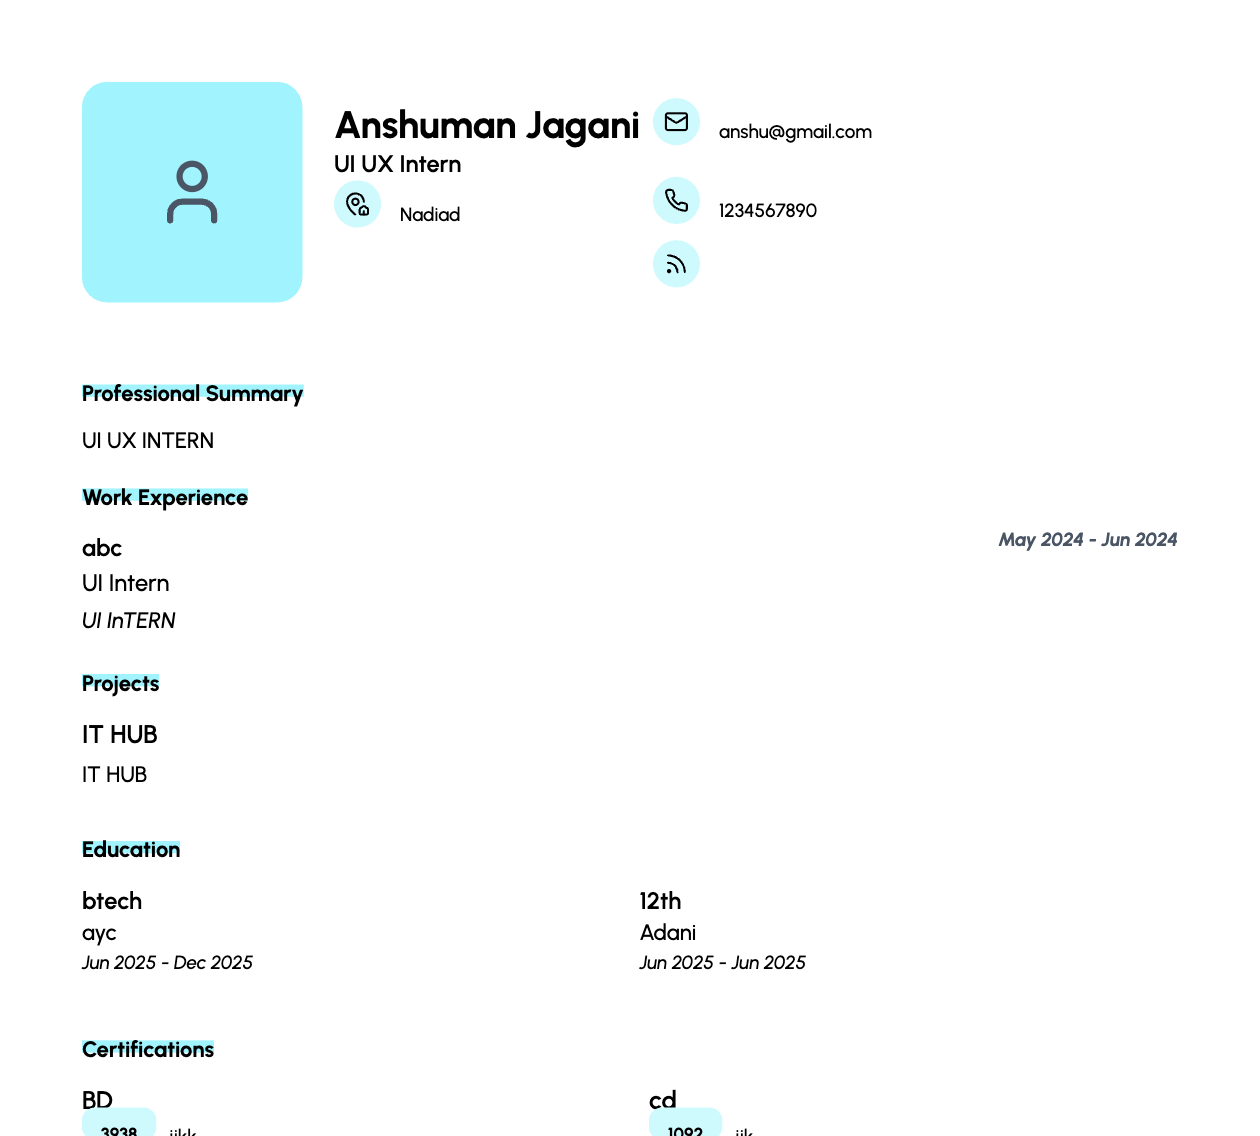 Anshuman Jagani
UI UX Intern
Nadiad
anshu@gmail.com
1234567890
Professional Summary
UI UX INTERN
Work Experience
abc
May 2024 - Jun 2024
UI Intern
UI InTERN
Projects
IT HUB
IT HUB
Education
btech
ayc
Jun 2025 - Dec 2025
12th
Adani
Jun 2025 - Jun 2025
Certifications
BD
3938
cd
1092